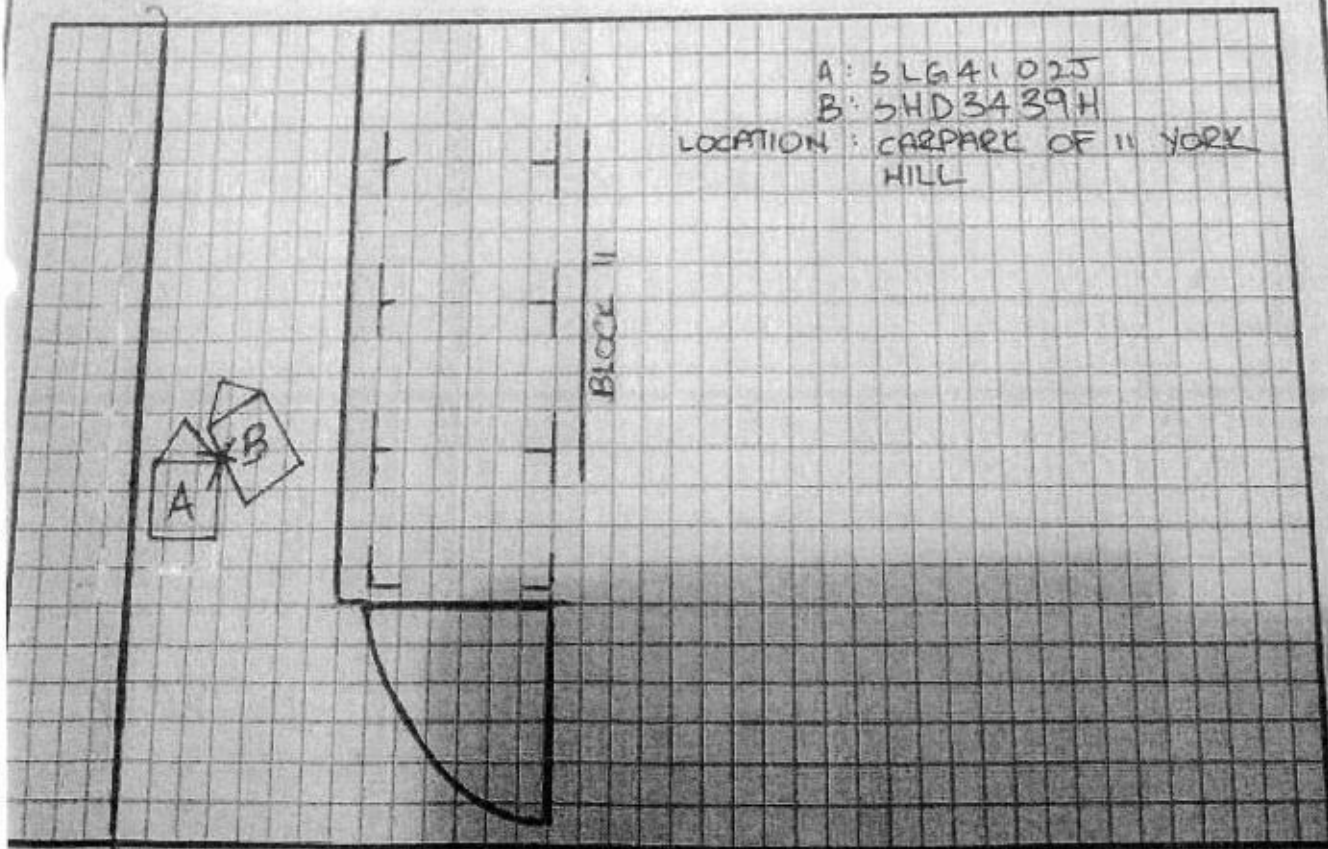 A: SLG4102J
B: SHD3439H
LOCATION: CARPARK OF 11 YORK
HILL
BLOCK 11
B
A